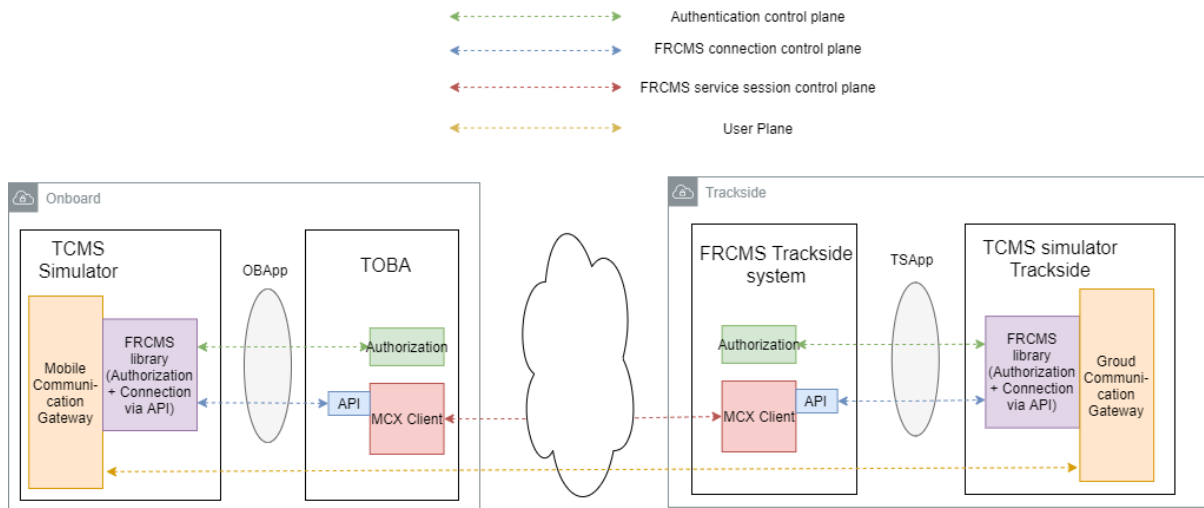 Authentication control plane
FRCMS connection control plane
FRCMS service session control plane
User Plane
Onboard
TCMS
Simulator
OBApp
TOBA
Mobile
Communi-
cation
Gateway
FRCMS
library
(Authorization
+ Connection
via API)
Authorization
API
MCX Client
Trackside
FRCMS Trackside
system
TSApp
TCMS simulator
Trackside
Authorization
MCX Client
API
FRCMS
library
(Authorization
+ Connection
via API)
Groud
Communi-
cation
Gateway